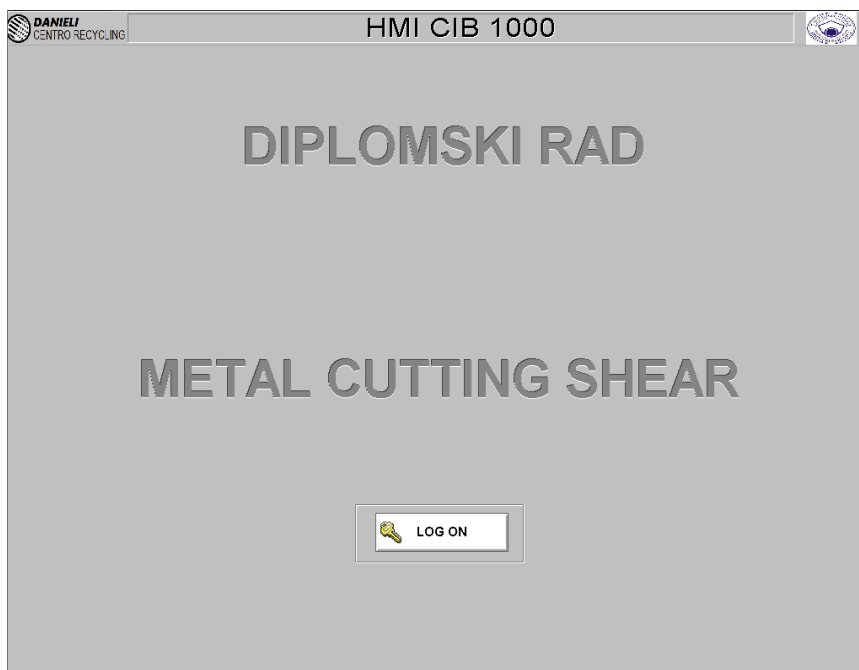 DANIELI
CENTRO RECYCLING
HMI CIB 1000
DIPLOMSKI RAD
METAL CUTTING SHEAR
LOG ON